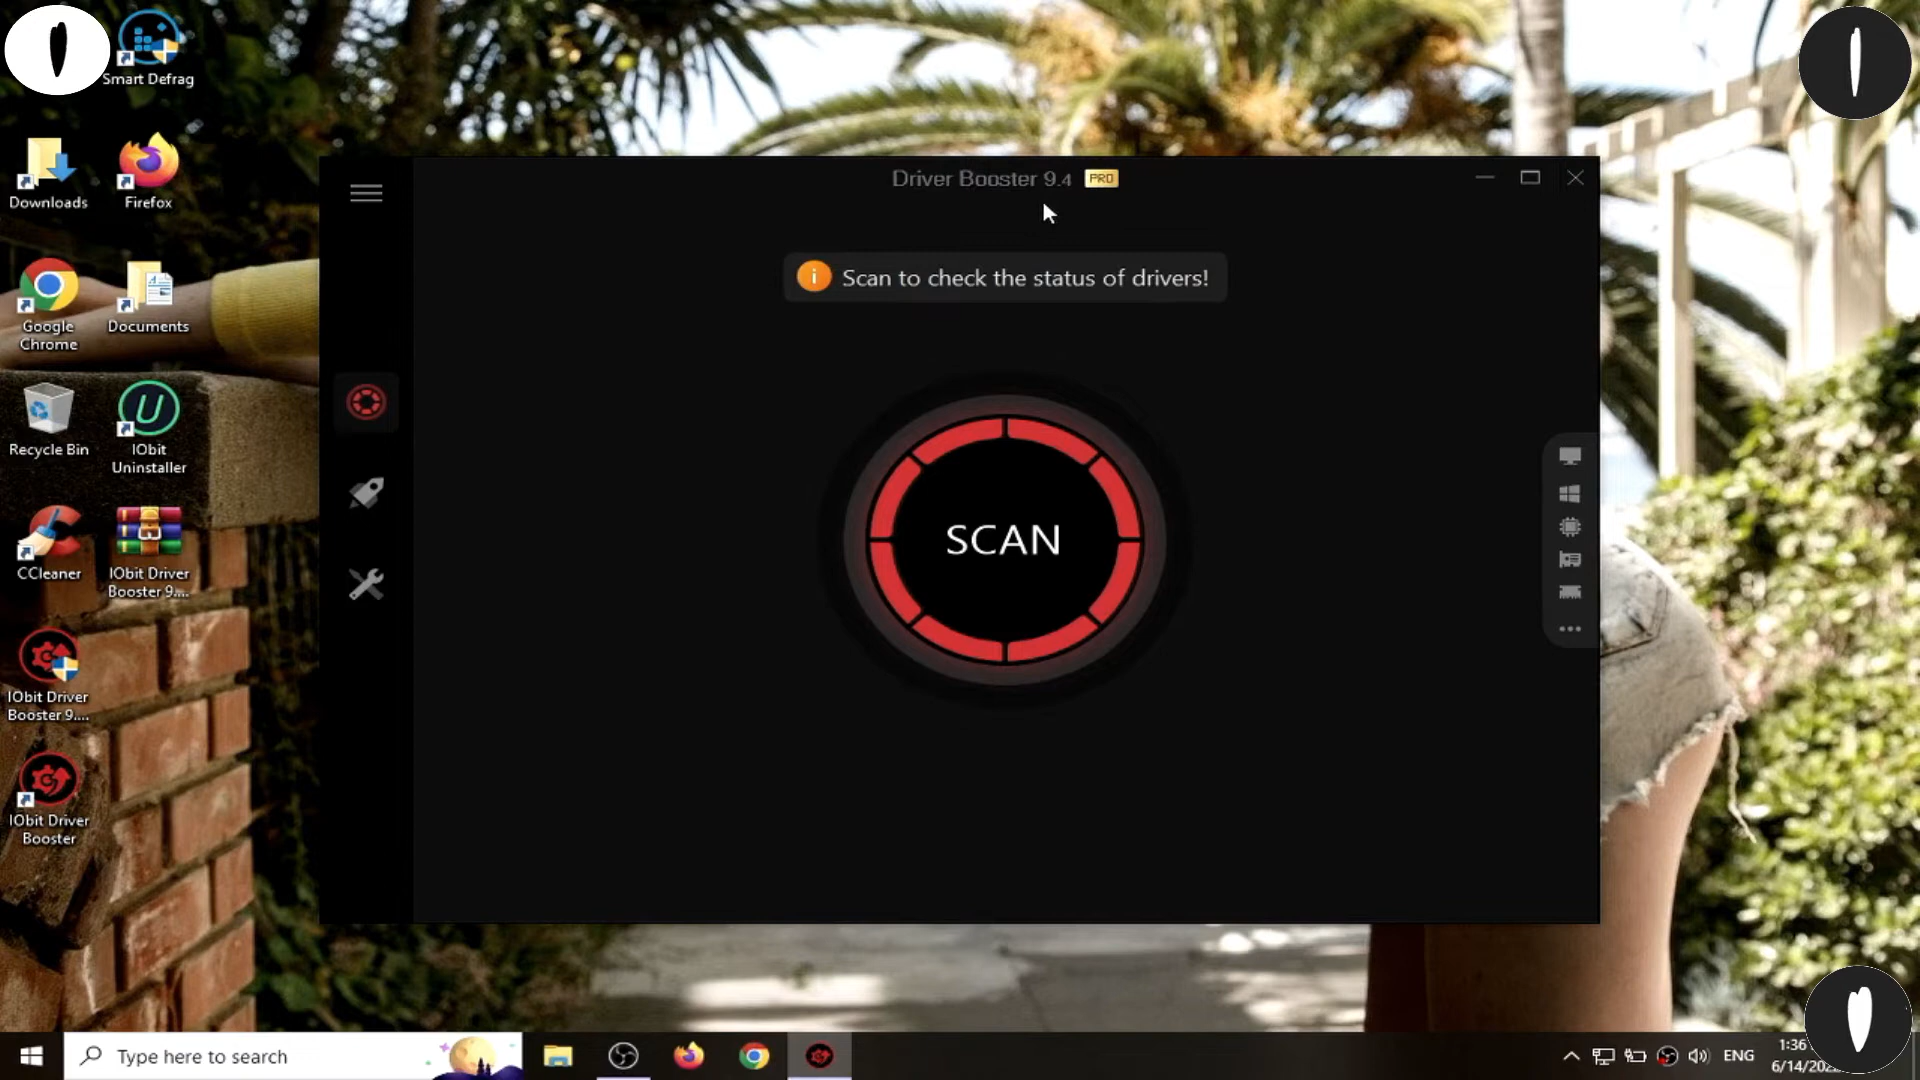 Smart Defrag
Downloads
Firefox
Google
Chrome
Documents
Recycle Bin
IObit
Uninstaller
CCleaner
IObit Driver
Booster 9....
IObit Driver
Booster 9....
IObit Driver
Booster
Driver Booster 9.4 PRO
Scan to check the status of drivers!
SCAN
Type here to search
ENG
1:36